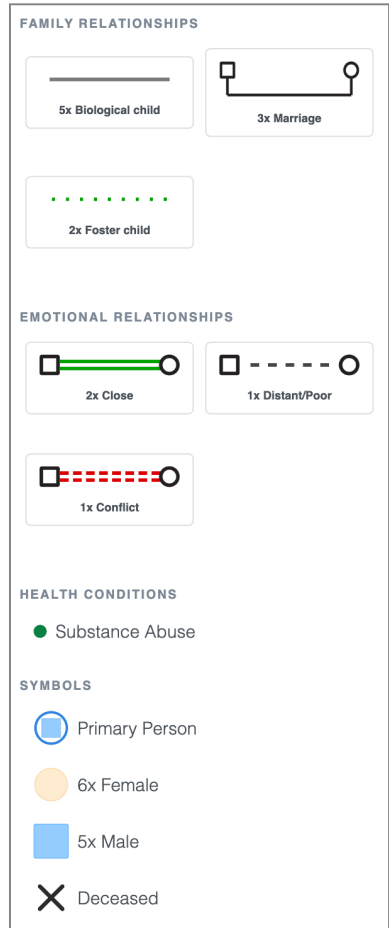 FAMILY RELATIONSHIPS
5x Biological child
3x Marriage
2x Foster child
EMOTIONAL RELATIONSHIPS
2x Close
1x Distant/Poor
1x Conflict
HEALTH CONDITIONS
Substance Abuse
SYMBOLS
Primary Person
6x Female
5x Male
Deceased